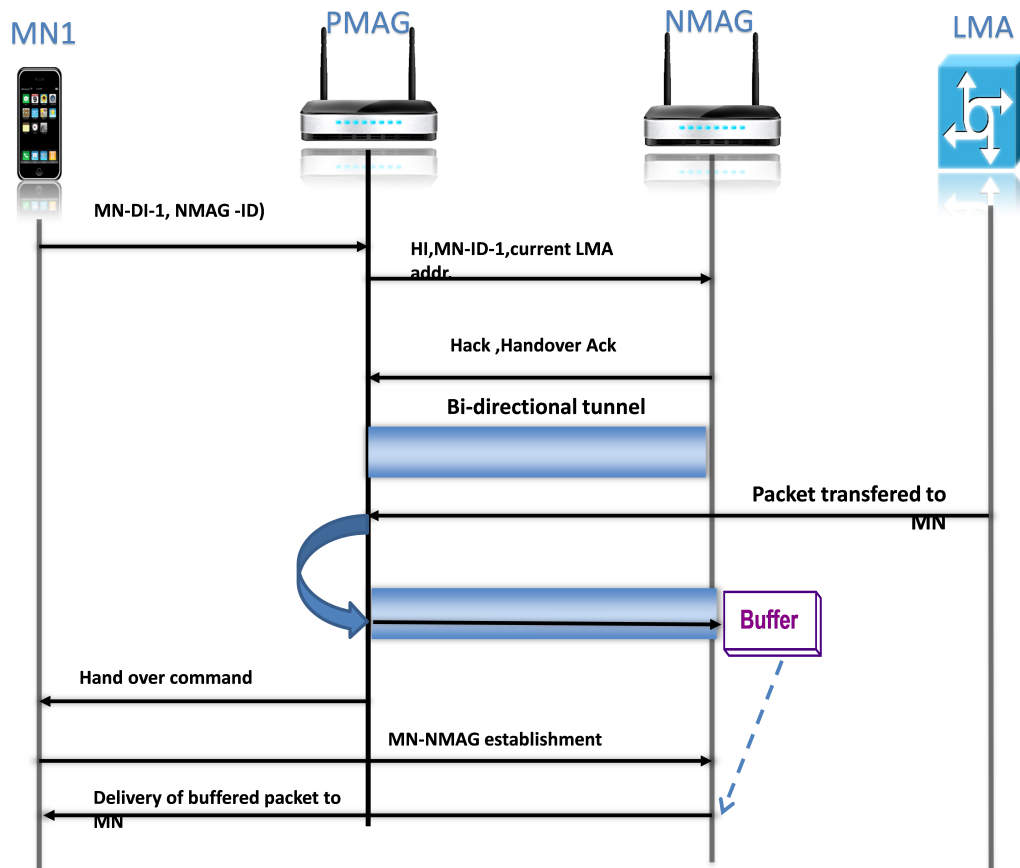 MN1
PMAG
NMAG
LMA
MN-DI-1, NMAG -ID)
HI,MN-ID-1,current LMA
addr.
Hack ,Handover Ack
Bi-directional tunnel
Packet transfered to
MN
Buffer
Hand over command
MN-NMAG establishment
Delivery of buffered packet to
MN